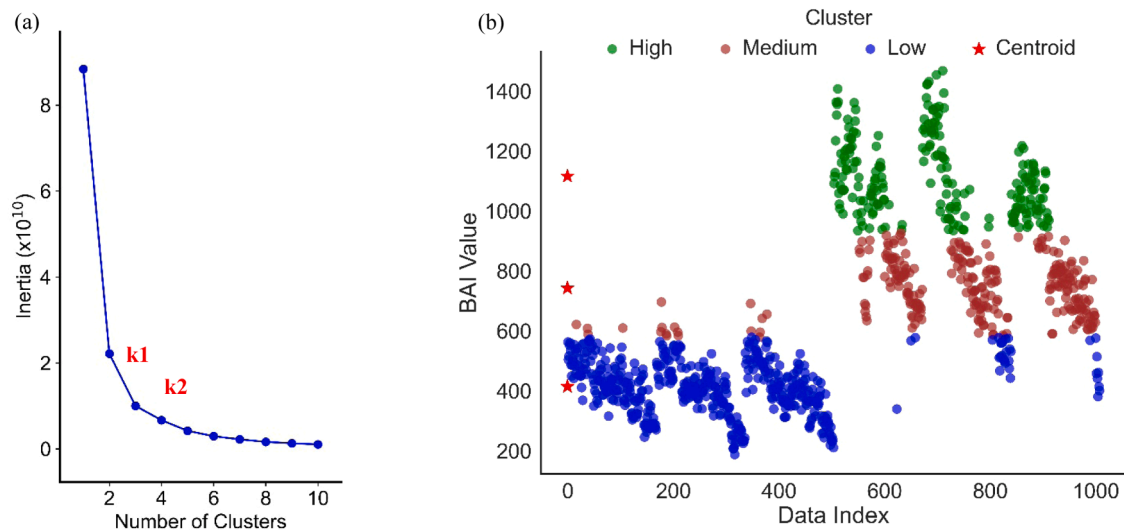 (a)
8
6
4
2
0
Inertia (x10¹⁰)
k1
k2
2 4 6 8 10
Number of Clusters
(b)
Cluster
High Medium Low Centroid
1400
1200
1000
800
600
400
200
BAI Value
0 200 400 600 800 1000
Data Index